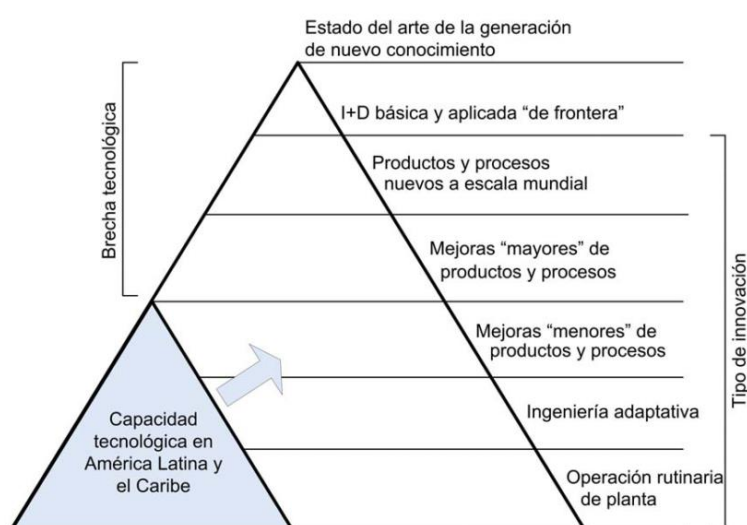 Estado del arte de la generación
de nuevo conocimiento
I+D básica y aplicada “de frontera”
Productos y procesos
nuevos a escala mundial
Brecha tecnológica
Mejoras “mayores” de
productos y procesos
Mejoras “menores” de
productos y procesos
Tipo de innovación
Ingeniería adaptativa
Capacidad
tecnológica en
América Latina y
el Caribe
Operación rutinaria
de planta